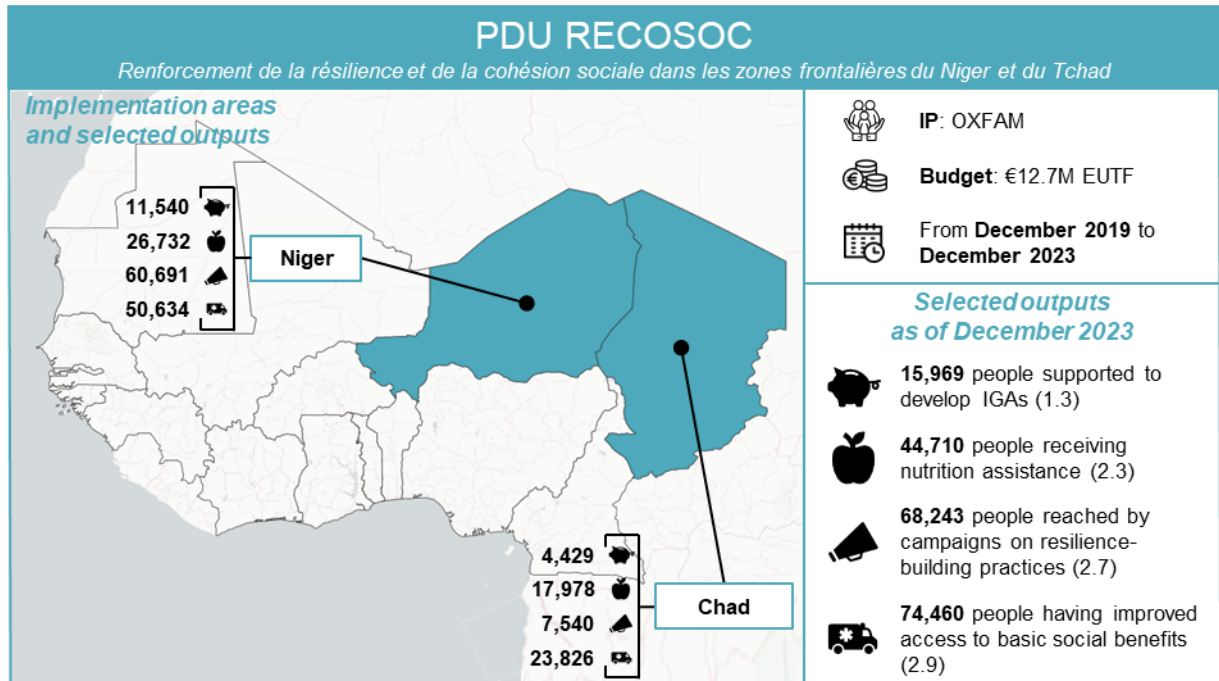 PDU RECOSOC
Renforcement de la résilience et de la cohésion sociale dans les zones frontalières du Niger et du Tchad
Implementation areas
and selected outputs
11,540
26,732
60,691
50,634
Niger
4,429
17,978
7,540
23,826
Chad
IP: OXFAM
Budget: €12.7M EUTF
From December 2019 to
December 2023
Selected outputs
as of December 2023
15,969 people supported to
develop IGAs (1.3)
44,710 people receiving
nutrition assistance (2.3)
68,243 people reached by
campaigns on resilience-
building practices (2.7)
74,460 people having improved
access to basic social benefits
(2.9)